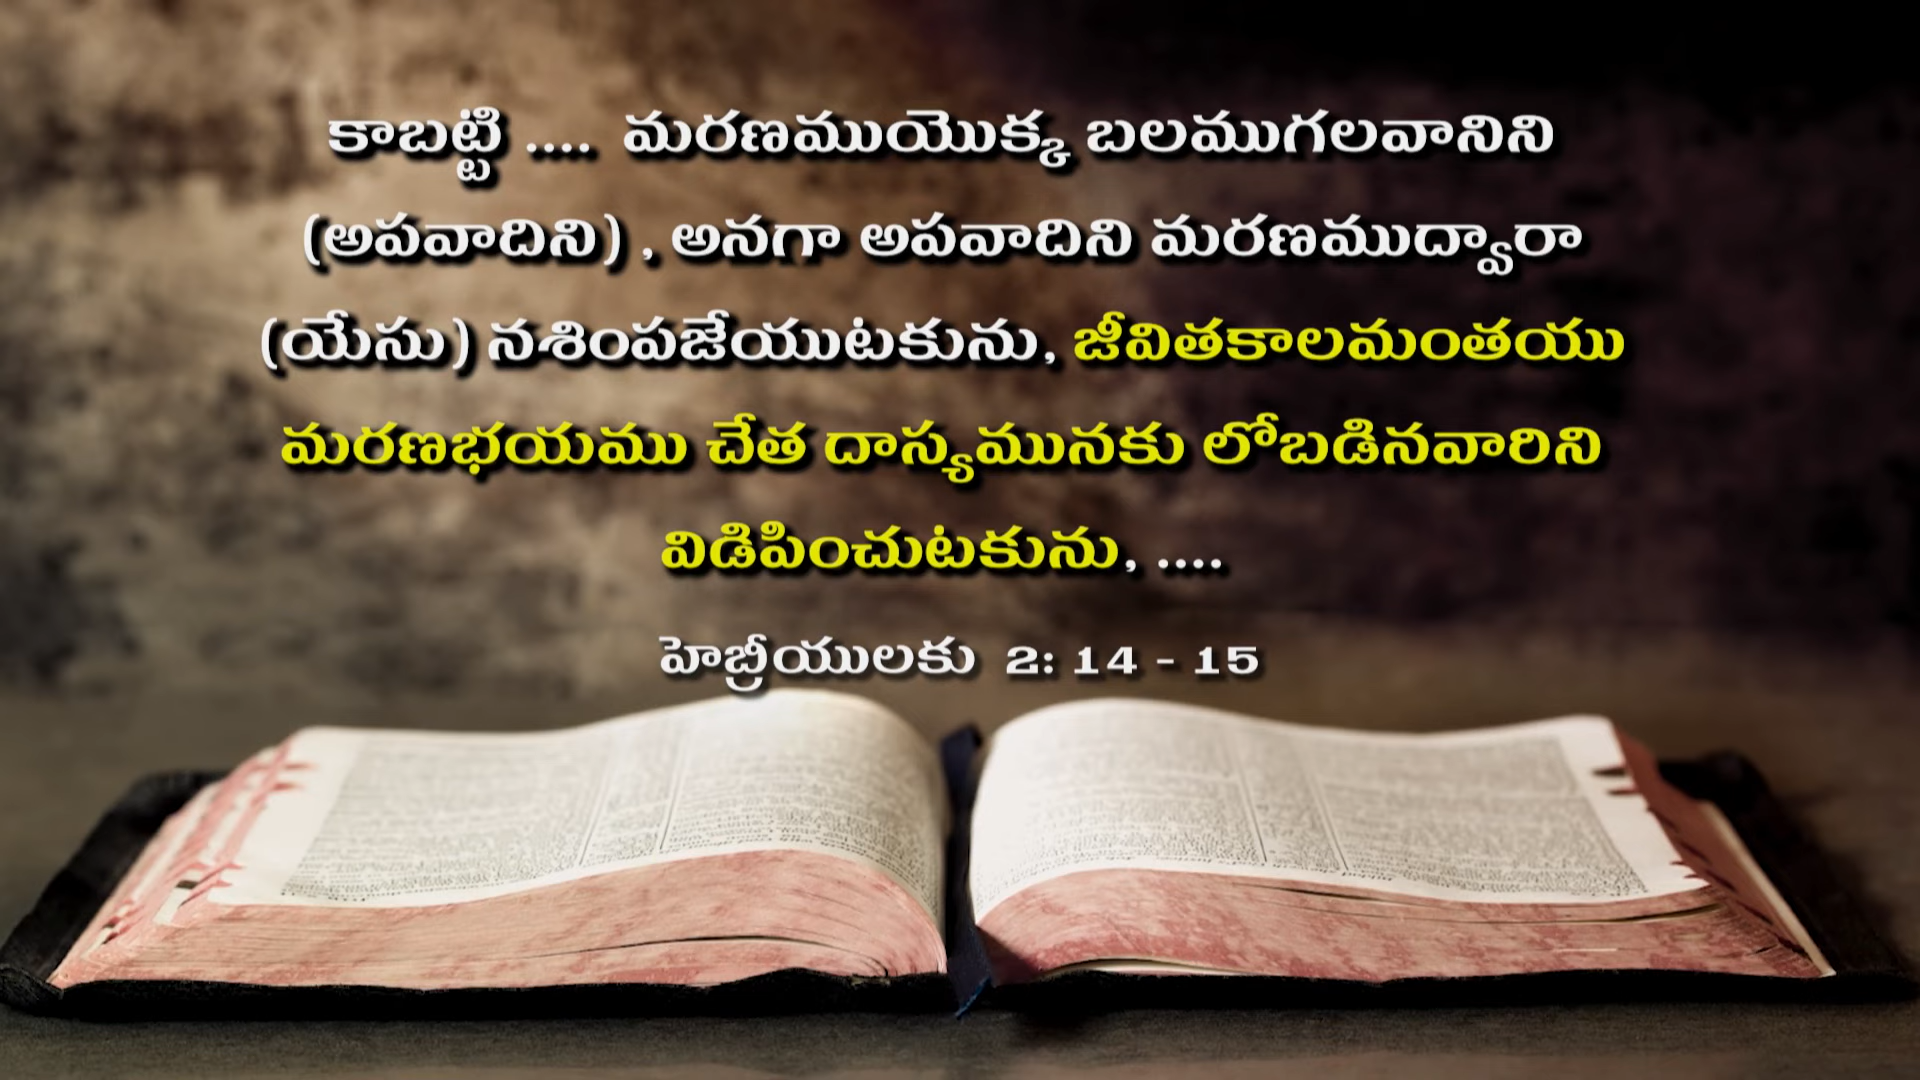 కాబట్టి .... మరణముయొక్క బలముగలవానిని
(అపవాదిని) , అనగా అపవాదిని మరణముద్వారా
(యేసు) నశింపజేయుటకును, జీవితకాలమంతయు
మరణభయము చేత దాస్యమునకు లోబడినవారిని
విడిపించుటకును, ....
హెబ్రీయులకు 2: 14 - 15